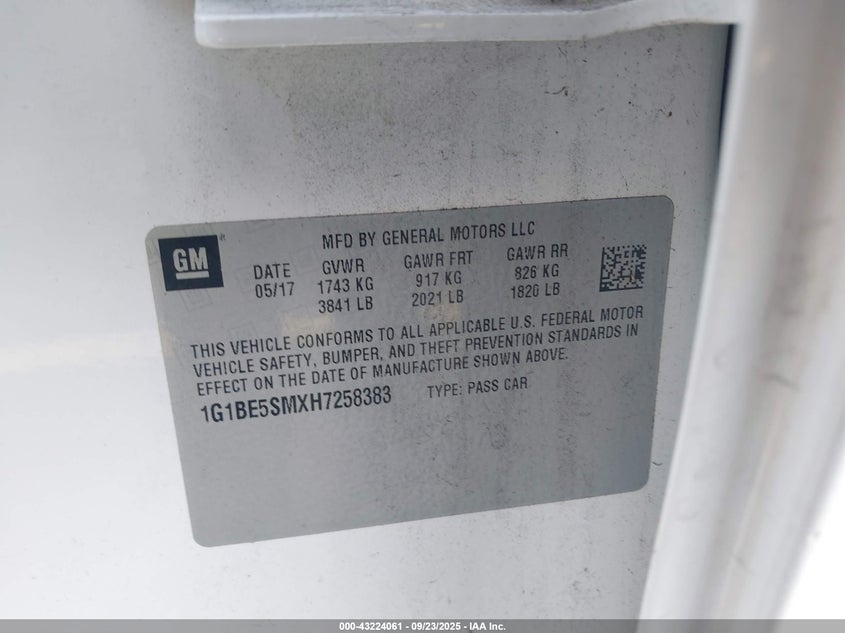 GM
MFD BY GENERAL MOTORS LLC
DATE GVWR GAWR FRT GAWR RR
05/17 1743 KG 917 KG 826 KG
3841 LB 2021 LB 1820 LB
THIS VEHICLE CONFORMS TO ALL APPLICABLE U.S. FEDERAL MOTOR
VEHICLE SAFETY, BUMPER, AND THEFT PREVENTION STANDARDS IN
EFFECT ON THE DATE OF MANUFACTURE SHOWN ABOVE.
1G1BE5SMXH7258383 TYPE: PASS CAR
000-43224061 - 09/23/2025 - IAA Inc.